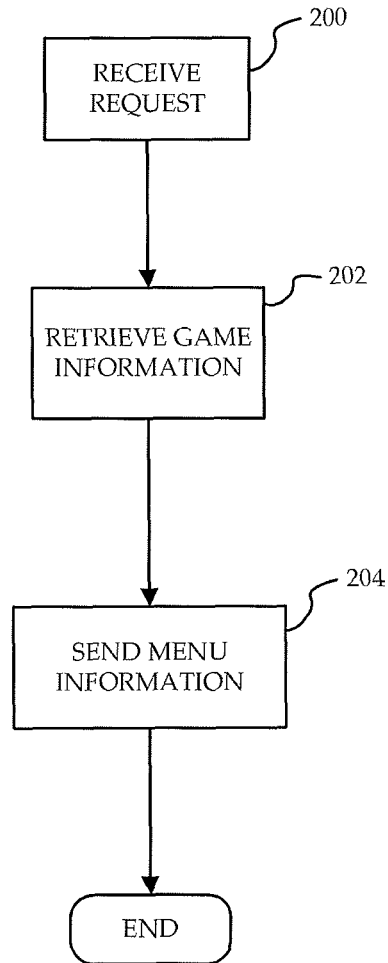 200
RECEIVE
REQUEST
202
RETRIEVE GAME
INFORMATION
204
SEND MENU
INFORMATION
END